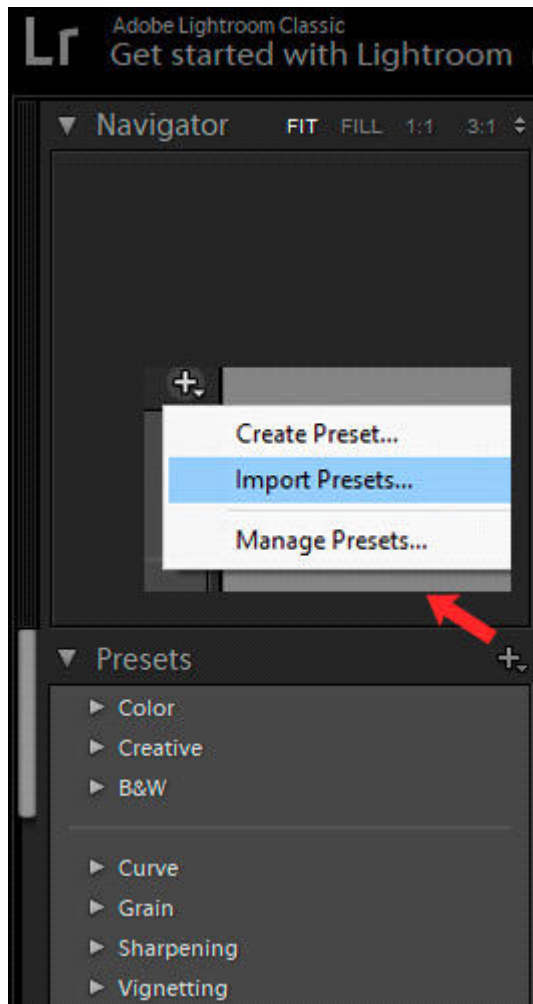 Lr
Adobe Lightroom Classic
Get started with Lightroom
Navigator FIT FILL 1:1 3:1
Create Preset...
Import Presets...
Manage Presets...
Presets
Color
Creative
B&W
Curve
Grain
Sharpening
Vignetting